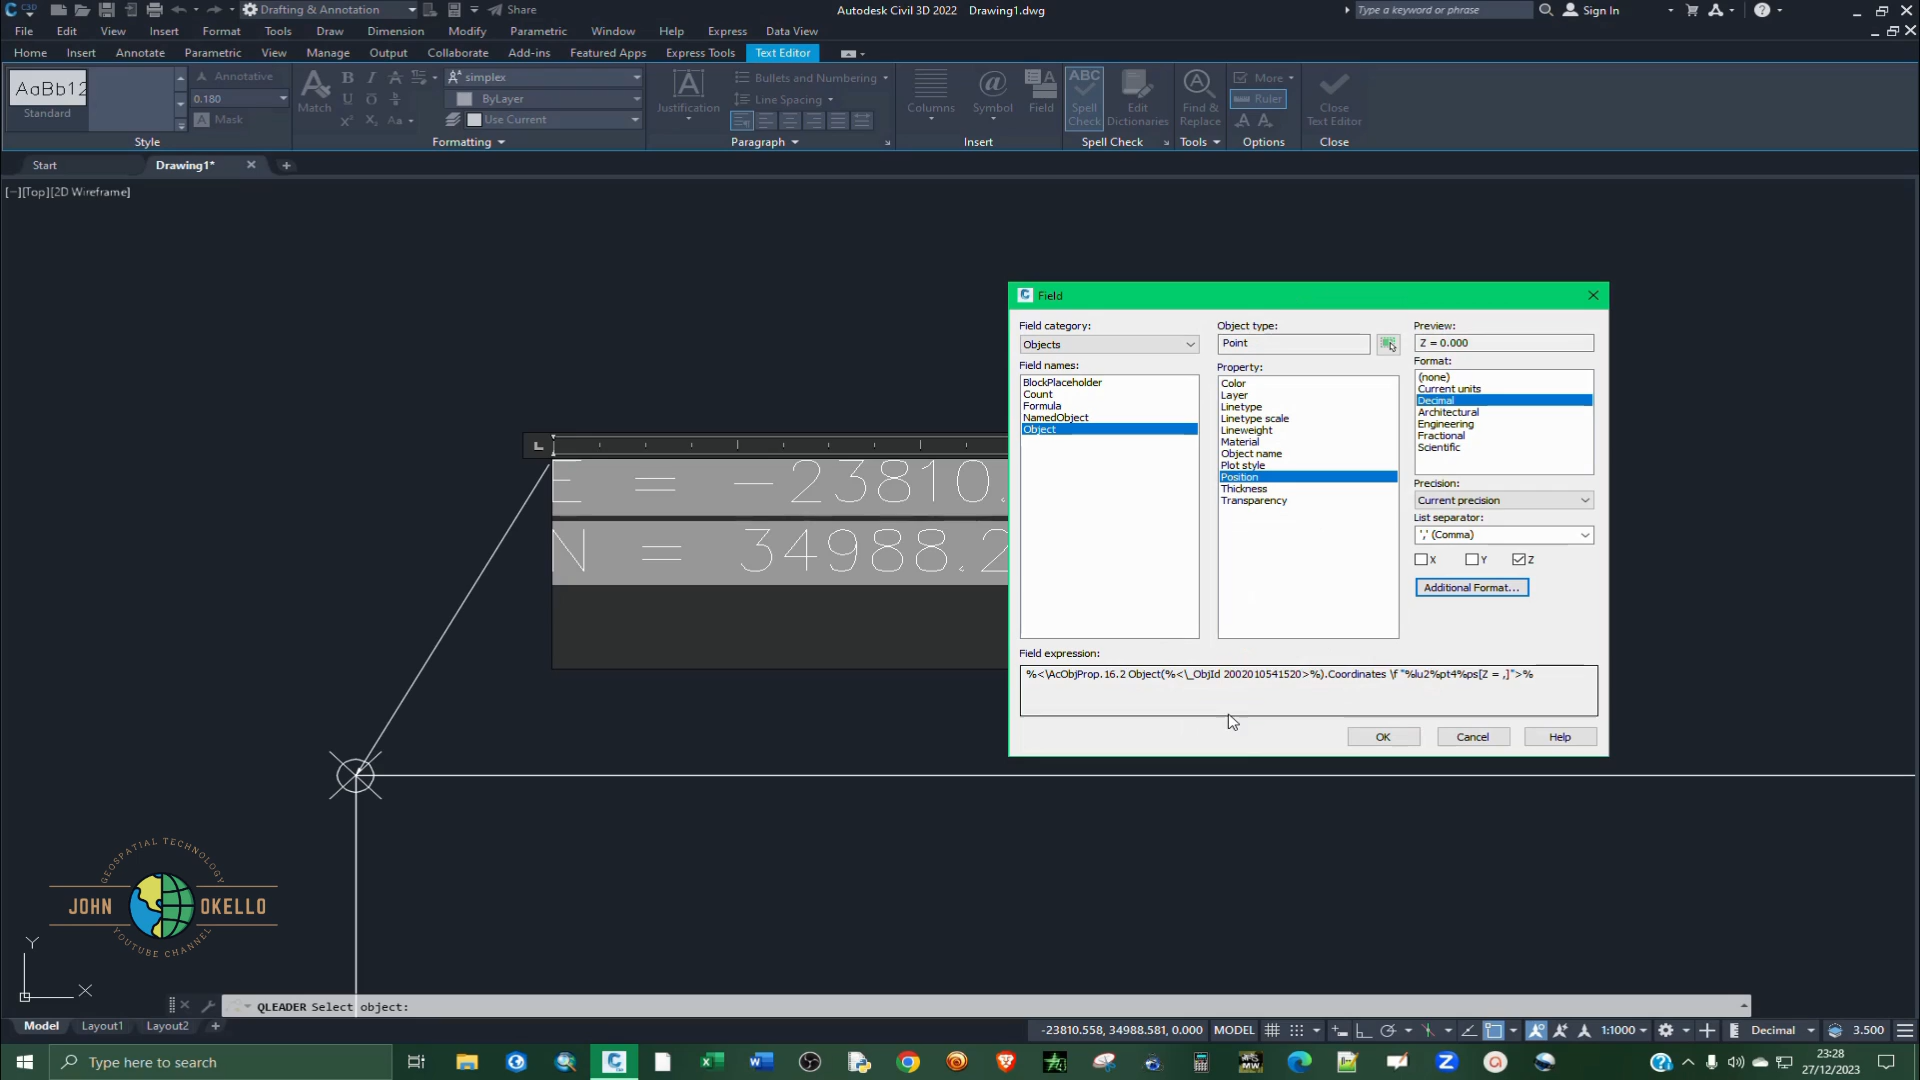 C3D Drafting & Annotation Share Autodesk Civil 3D 2022 Drawing1.dwg Type a keyword or phrase Sign In
File Edit View Insert Format Tools Draw Dimension Modify Parametric Window Help Express Data View
Home Insert Annotate Parametric View Manage Output Collaborate Add-ins Featured Apps Express Tools Text Editor
AaBb12 Standard Annotative 0.180 Mask
Match simplex ByLayer Use Current
Justification Bullets and Numbering Line Spacing
Columns Symbol Field
ABC Spell Check Edit Dictionaries
Find & Replace More Ruler Close Text Editor
Style Formatting Paragraph Insert Spell Check Tools Options Close
Start Drawing1*
[−][Top][2D Wireframe]
E = -23810.
N = 34988.2
Field
Field category: Object type: Preview:
Objects Point Z = 0.000
Field names: Property: Format:
BlockPlaceholder
Count
Formula
NamedObject
Object
Color
Layer
Linetype
Linetype scale
Lineweight
Material
Object name
Plot style
Position
Thickness
Transparency
(none)
Current units
Decimal
Architectural
Engineering
Fractional
Scientific
Precision:
Current precision
List separator:
',' (Comma)
X Y Z
Additional Format...
Field expression:
%<\AcObjProp.16.2 Object(%<\_ObjId 2002010541520>%).Coordinates \f "%lu2%pt4%ps[Z = ,]">%
OK Cancel Help
GEOSPATIAL TECHNOLOGY
JOHN OKELLO
YOUTUBE CHANNEL
Y
X
QLEADER Select object:
Model Layout1 Layout2
-23810.558, 34988.581, 0.000 MODEL 1:1000 Decimal 3.500
Type here to search
23:28
27/12/2023